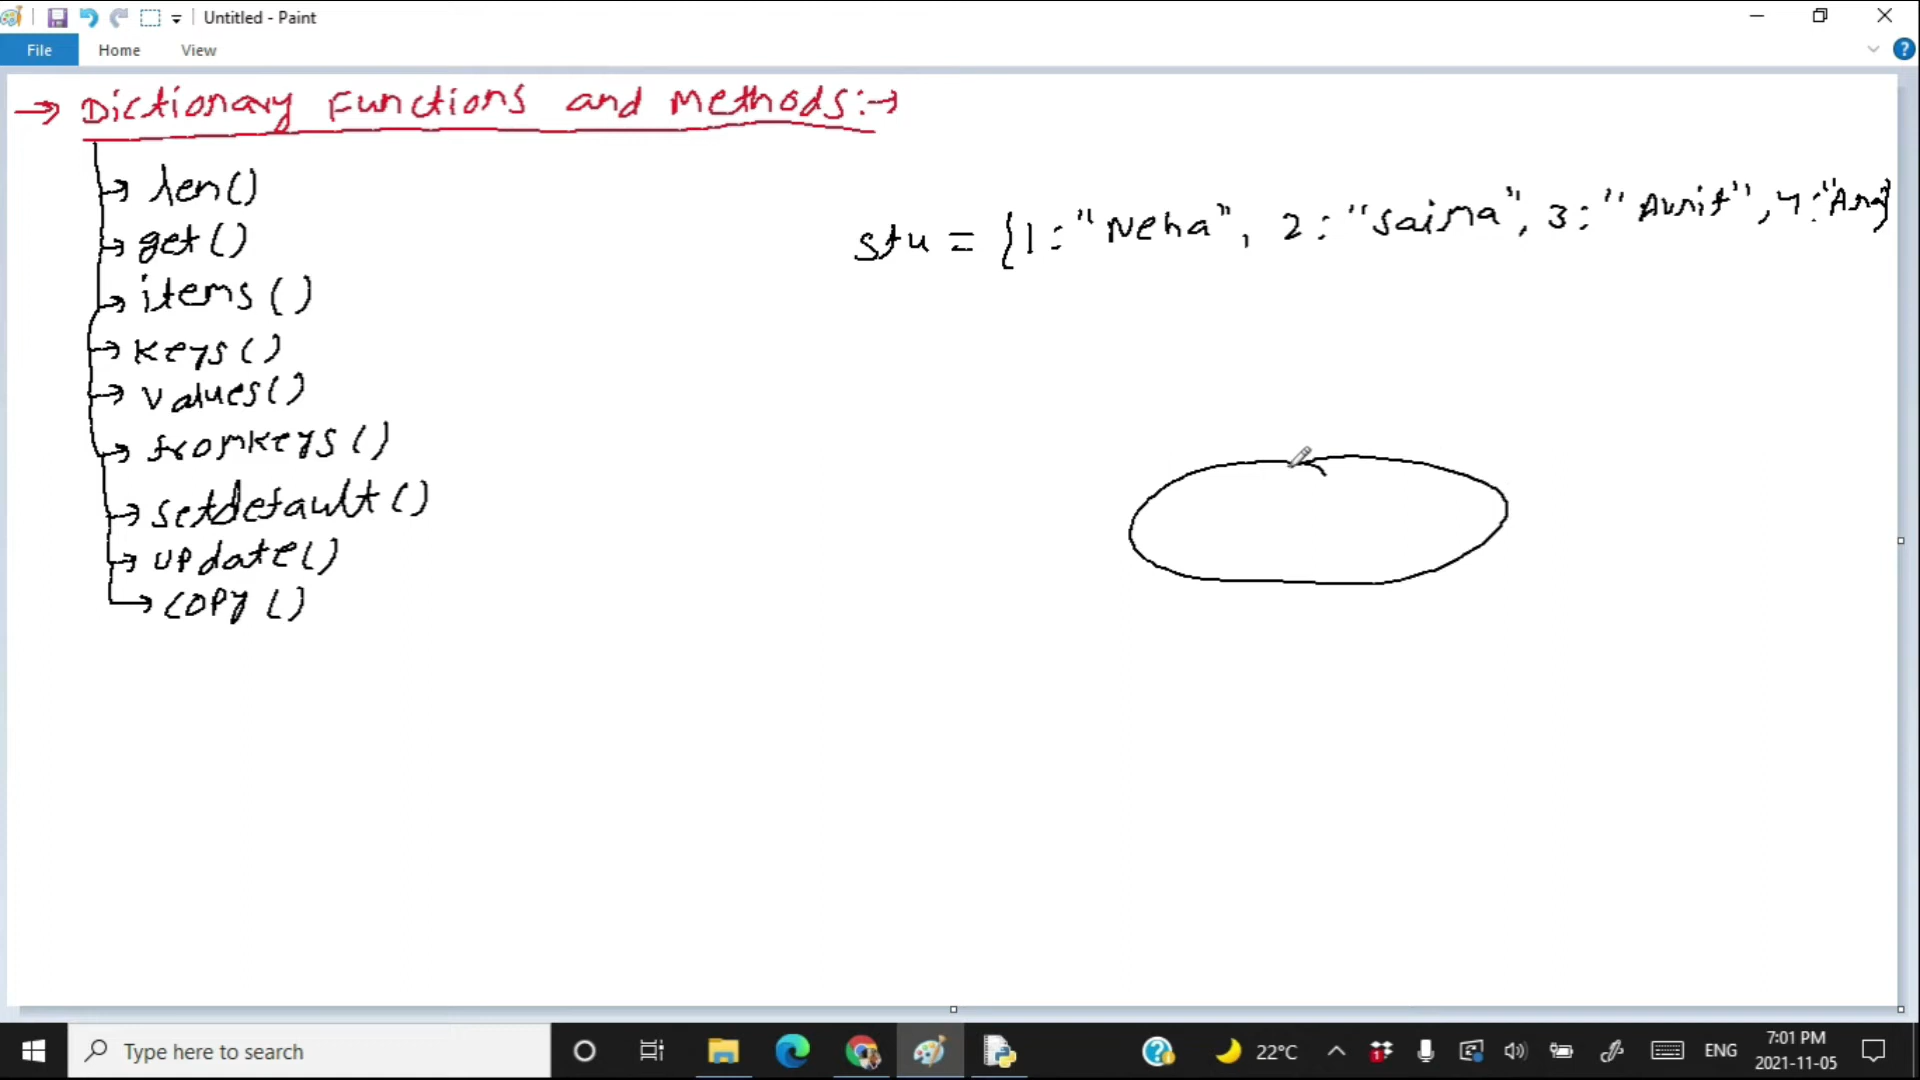 Untitled - Paint
File Home View
→ Dictionary Functions and Methods:→
→ len()
→ get()
→ items()
→ keys()
→ values()
→ fromkeys()
→ setdefault()
→ update()
→ copy()
stu = {1:"Neha", 2:"Saima", 3:"Avnit", 4:
Type here to search
22°C
ENG
7:01 PM
2021-11-05